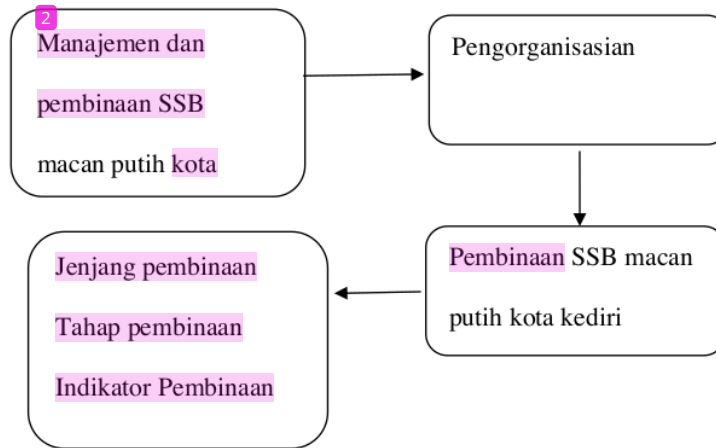 2
Manajemen dan
pembinaan SSB
macan putih kota
Pengorganisasian
Pembinaan SSB macan
putih kota kediri
Jenjang pembinaan
Tahap pembinaan
Indikator Pembinaan